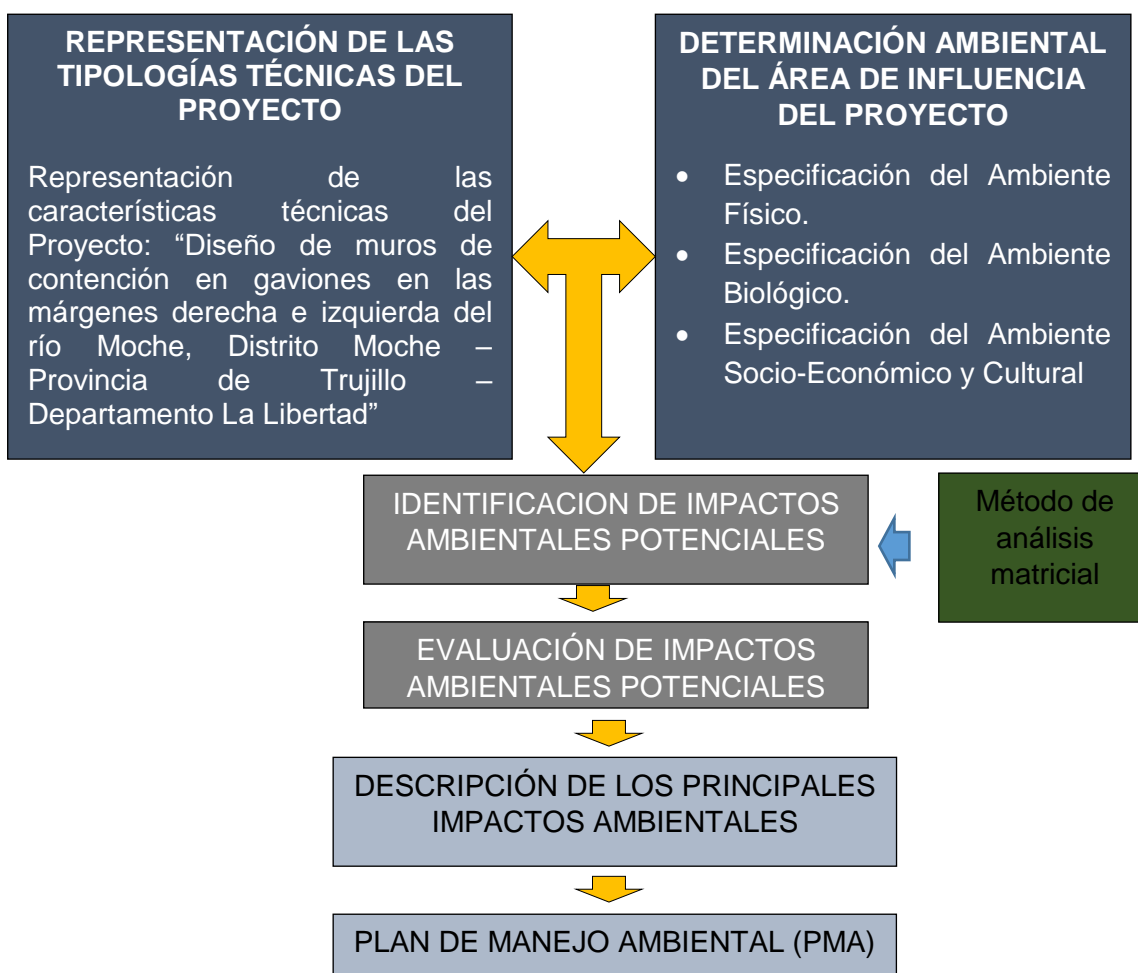 REPRESENTACIÓN DE LAS
TIPOLOGÍAS TÉCNICAS DEL
PROYECTO
Representación de las
características técnicas del
Proyecto: “Diseño de muros de
contención en gaviones en las
márgenes derecha e izquierda del
río Moche, Distrito Moche –
Provincia de Trujillo –
Departamento La Libertad”
DETERMINACIÓN AMBIENTAL
DEL ÁREA DE INFLUENCIA
DEL PROYECTO
• Especificación del Ambiente
Físico.
• Especificación del Ambiente
Biológico.
• Especificación del Ambiente
Socio-Económico y Cultural
IDENTIFICACION DE IMPACTOS
AMBIENTALES POTENCIALES
Método de
análisis
matricial
EVALUACIÓN DE IMPACTOS
AMBIENTALES POTENCIALES
DESCRIPCIÓN DE LOS PRINCIPALES
IMPACTOS AMBIENTALES
PLAN DE MANEJO AMBIENTAL (PMA)